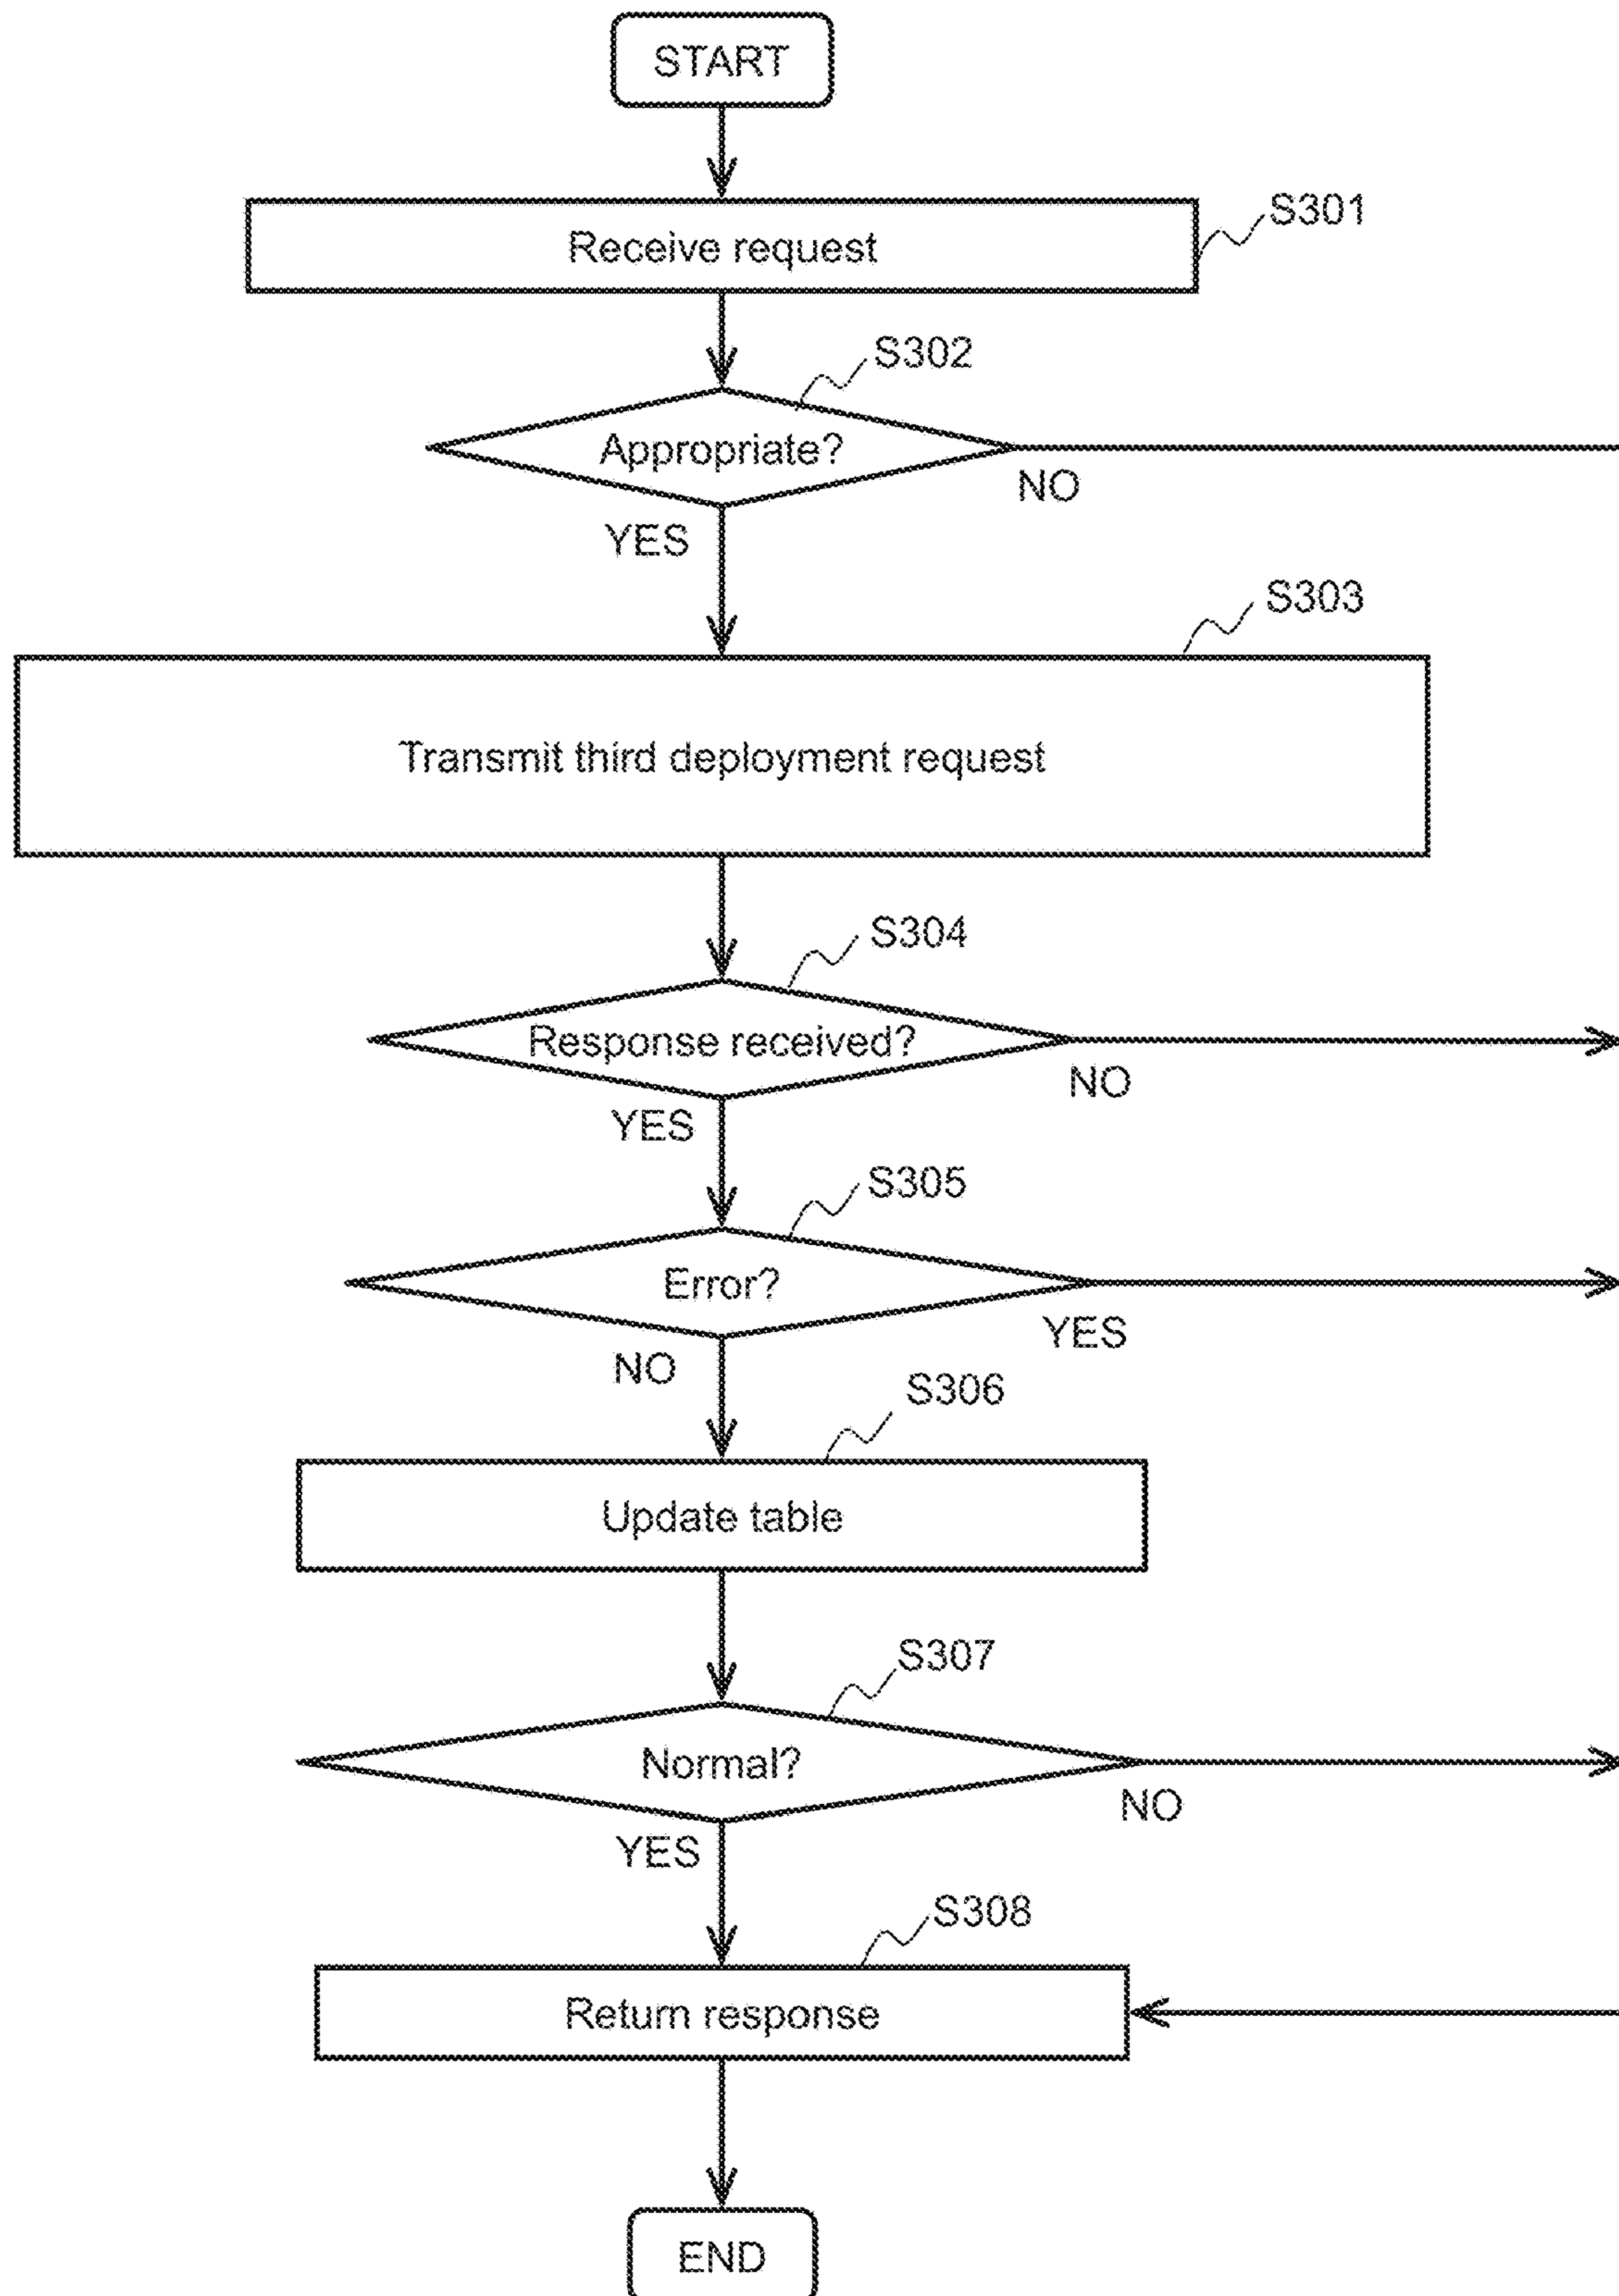 START
S301
Receive request
S302
Appropriate?
NO
YES
S303
Transmit third deployment request
S304
Response received?
NO
YES
S305
Error?
YES
NO
S306
Update table
S307
Normal?
NO
YES
S308
Return response
END